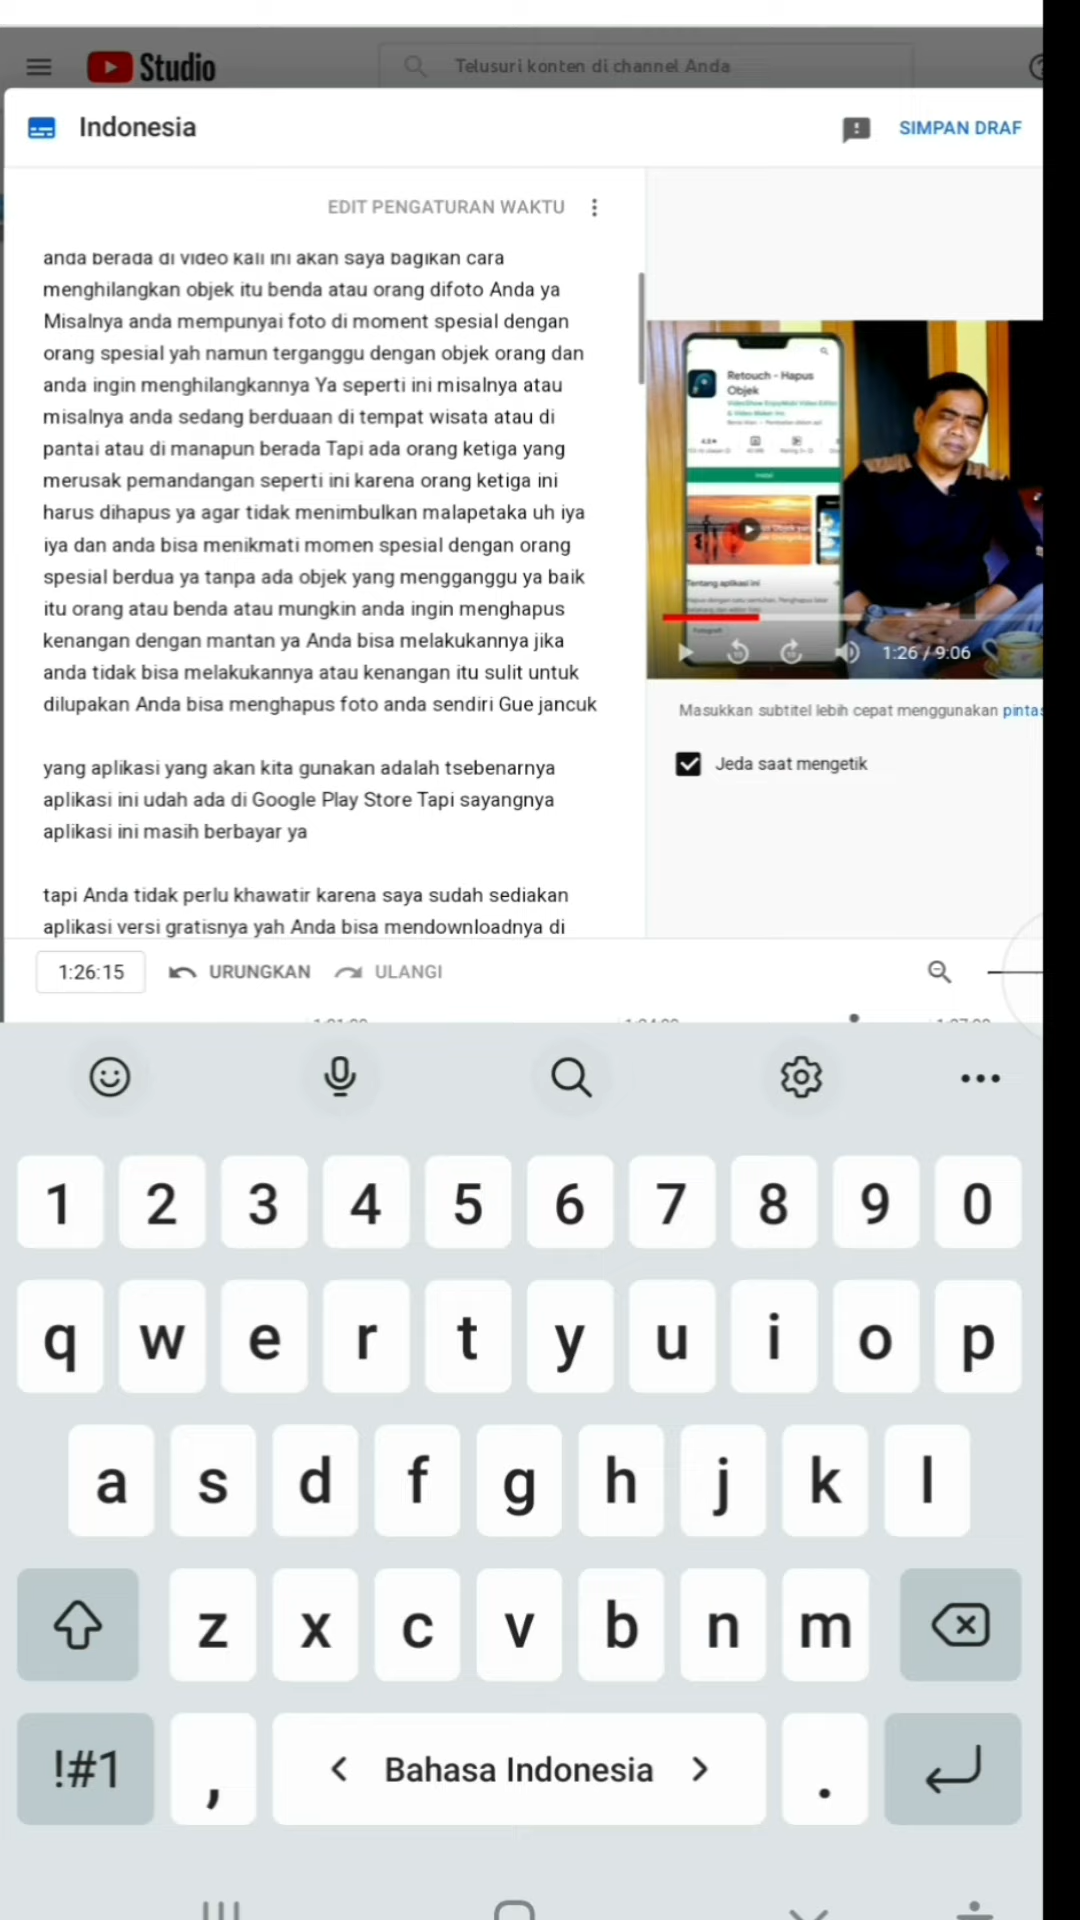 Studio
Telusuri konten di channel Anda
Indonesia
SIMPAN DRAF
EDIT PENGATURAN WAKTU
anda berada di video kali ini akan saya bagikan cara
menghilangkan objek itu benda atau orang difoto Anda ya
Misalnya anda mempunyai foto di moment spesial dengan
orang spesial yah namun terganggu dengan objek orang dan
anda ingin menghilangkannya Ya seperti ini misalnya atau
misalnya anda sedang berduaan di tempat wisata atau di
pantai atau di manapun berada Tapi ada orang ketiga yang
merusak pemandangan seperti ini karena orang ketiga ini
harus dihapus ya agar tidak menimbulkan malapetaka uh iya
iya dan anda bisa menikmati momen spesial dengan orang
spesial berdua ya tanpa ada objek yang mengganggu ya baik
itu orang atau benda atau mungkin anda ingin menghapus
kenangan dengan mantan ya Anda bisa melakukannya jika
anda tidak bisa melakukannya atau kenangan itu sulit untuk
dilupakan Anda bisa menghapus foto anda sendiri Gue jancuk
yang aplikasi yang akan kita gunakan adalah tsebenarnya
aplikasi ini udah ada di Google Play Store Tapi sayangnya
aplikasi ini masih berbayar ya
tapi Anda tidak perlu khawatir karena saya sudah sediakan
aplikasi versi gratisnya yah Anda bisa mendownloadnya di
Retouch - Hapus
Objek
Tentang aplikasi ini
1:26 / 9:06
Masukkan subtitel lebih cepat menggunakan pintas
Jeda saat mengetik
1:26:15
URUNGKAN
ULANGI
1 2 3 4 5 6 7 8 9 0
q w e r t y u i o p
a s d f g h j k l
z x c v b n m
!#1 , < Bahasa Indonesia > .